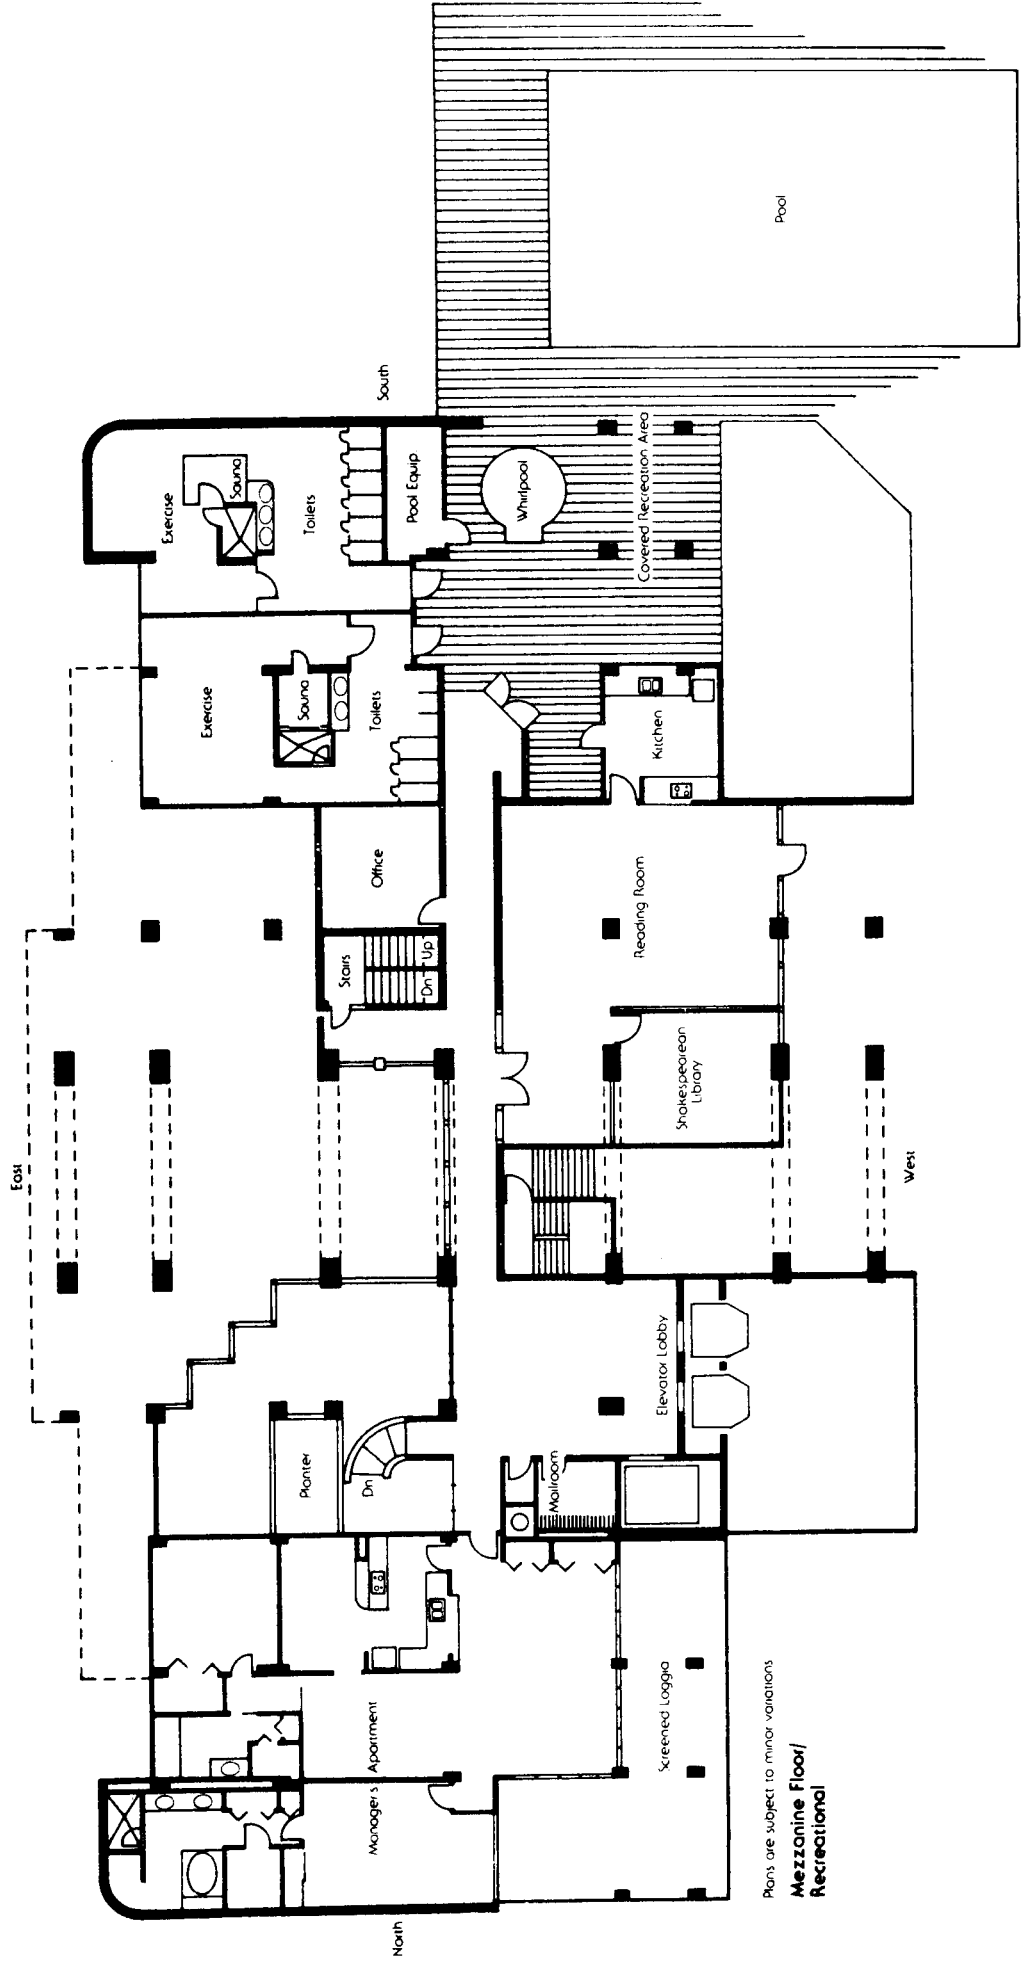 East
South
Pool
Exercise
Sauna
Toilets
Pool Equip
Whirlpool
Covered Recreation Area
Exercise
Sauna
Toilets
Kitchen
Office
Stairs
Dn
Up
Reading Room
Shakespearean
Library
West
Elevator Lobby
Planter
Dn
Mailroom
Managers Apartment
Screened Loggia
North
Plans are subject to minor variations
Mezzanine Floor/
Recreational